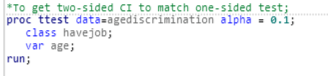 *To get two-sided CI to match one-sided test;
proc ttest data=agediscrimination alpha = 0.1;
class havejob;
var age;
run;